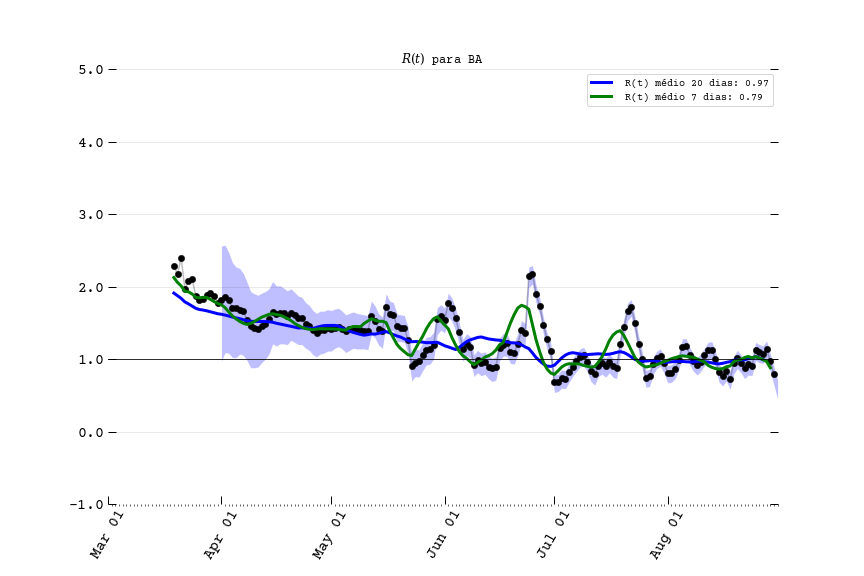 R(t) para BA
5.0
R(t) médio 20 dias: 0.97
R(t) médio 7 dias: 0.79
4.0
3.0
2.0
1.0
0.0
-1.0
Mar 01
Apr 01
May 01
Jun 01
Jul 01
Aug 01